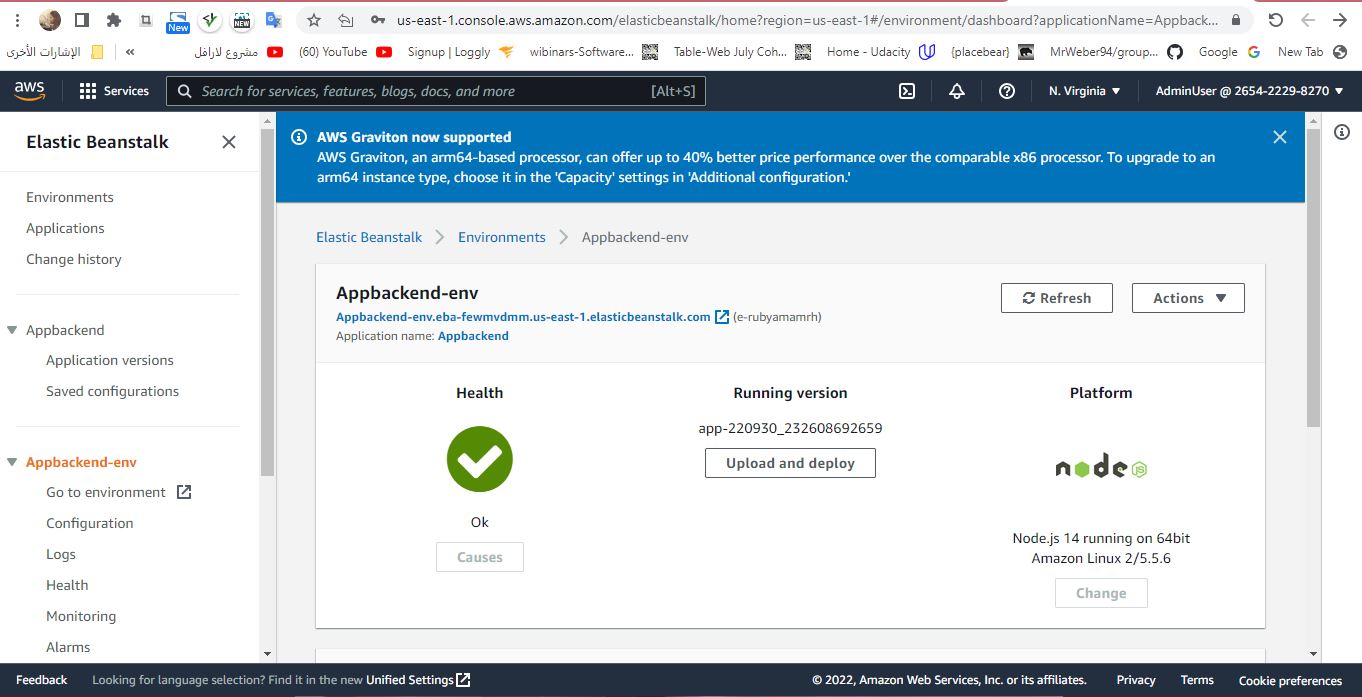 New
NEW
us-east-1.console.aws.amazon.com/elasticbeanstalk/home?region=us-east-1#/environment/dashboard?applicationName=Appback...
الإشارات الأخرى
«
مشروع لارافل
(60) YouTube
Signup | Loggly
wibinars-Software...
Table-Web July Coh...
Home - Udacity
{placebear}
MrWeber94/group...
Google
New Tab
aws
Services
Search for services, features, blogs, docs, and more
[Alt+S]
N. Virginia
AdminUser @ 2654-2229-8270
Elastic Beanstalk
Environments
Applications
Change history
Appbackend
Application versions
Saved configurations
Appbackend-env
Go to environment
Configuration
Logs
Health
Monitoring
Alarms
AWS Graviton now supported
AWS Graviton, an arm64-based processor, can offer up to 40% better price performance over the comparable x86 processor. To upgrade to an
arm64 instance type, choose it in the 'Capacity' settings in 'Additional configuration.'
Elastic Beanstalk > Environments > Appbackend-env
Appbackend-env
Appbackend-env.eba-fewmvdmm.us-east-1.elasticbeanstalk.com (e-rubyamamrh)
Application name: Appbackend
Refresh
Actions
Health
Ok
Causes
Running version
app-220930_232608692659
Upload and deploy
Platform
node JS
Node.js 14 running on 64bit
Amazon Linux 2/5.5.6
Change
Feedback
Looking for language selection? Find it in the new Unified Settings
© 2022, Amazon Web Services, Inc. or its affiliates.
Privacy
Terms
Cookie preferences